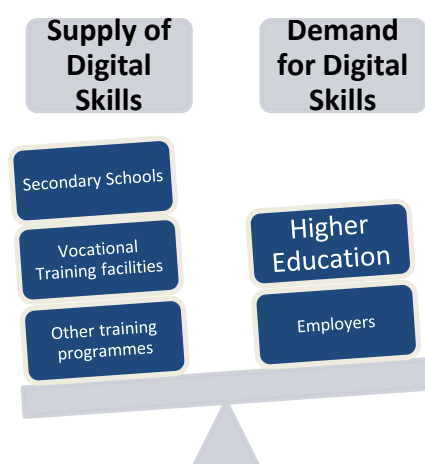 Supply of
Digital
Skills
Demand
for Digital
Skills
Secondary Schools
Vocational
Training facilities
Other training
programmes
Higher
Education
Employers